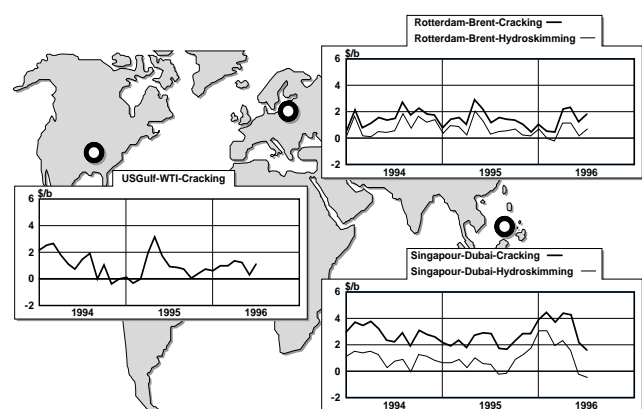 Rotterdam-Brent-Cracking
Rotterdam-Brent-Hydroskimming
$/b
6
4
2
0
-2
1994 1995 1996
USGulf-WTI-Cracking
$/b
6
4
2
0
-2
1994 1995 1996
Singapour-Dubai-Cracking
Singapour-Dubai-Hydroskimming
$/b
6
4
2
0
-2
1994 1995 1996